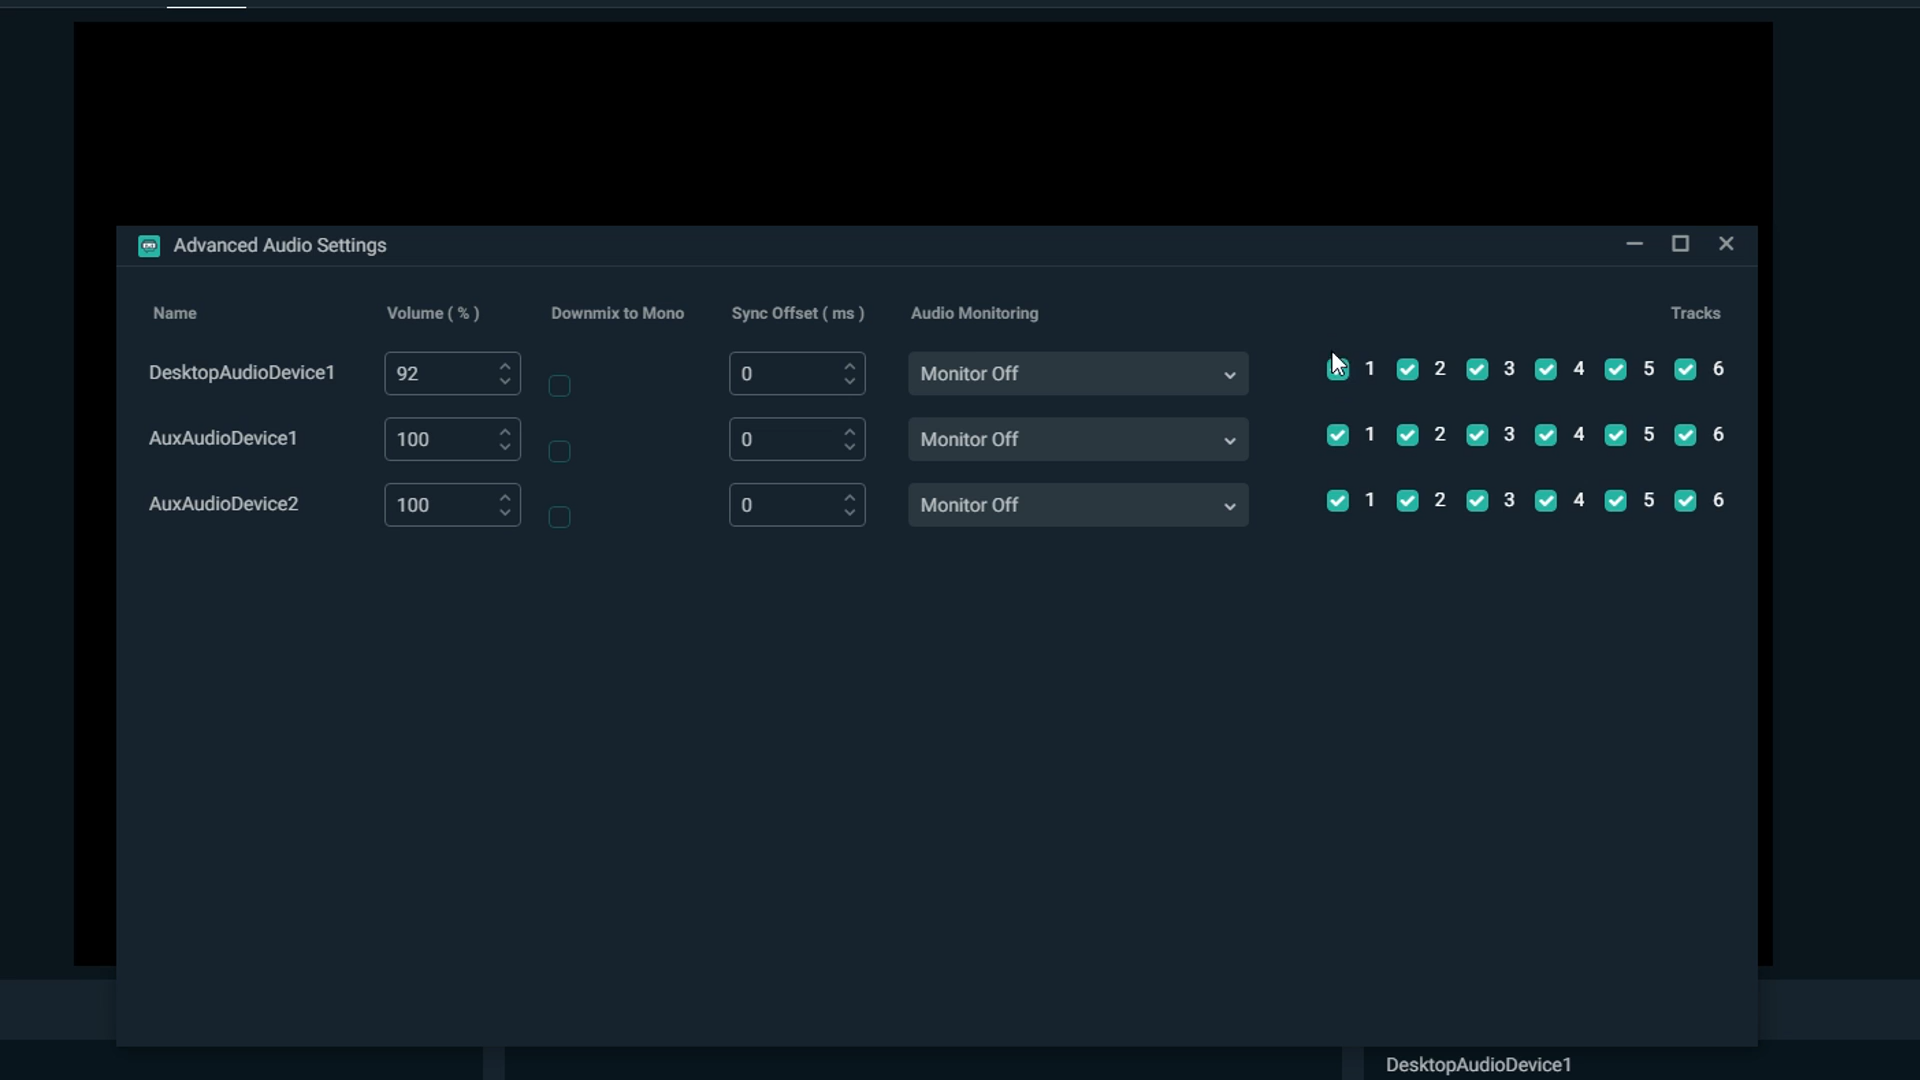 Advanced Audio Settings
Name Volume ( % ) Downmix to Mono Sync Offset ( ms ) Audio Monitoring Tracks
DesktopAudioDevice1 92 0 Monitor Off 1 2 3 4 5 6
AuxAudioDevice1 100 0 Monitor Off 1 2 3 4 5 6
AuxAudioDevice2 100 0 Monitor Off 1 2 3 4 5 6
DesktopAudioDevice1